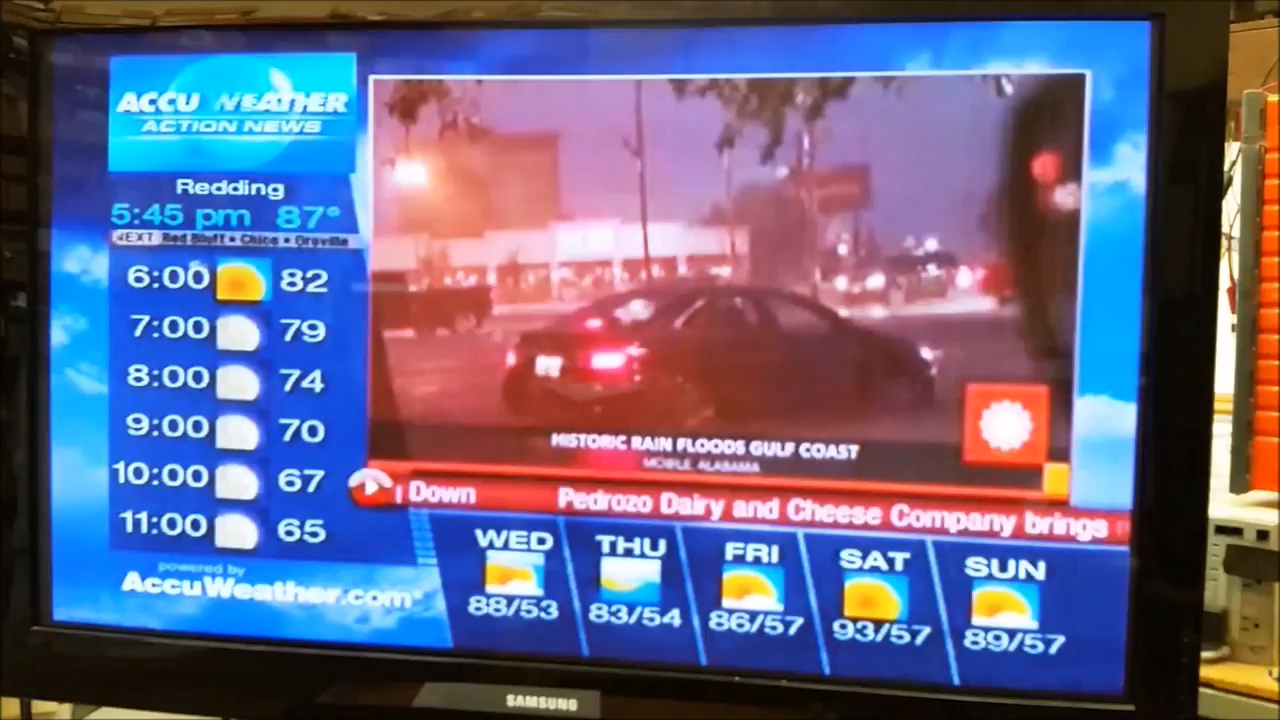 ACCU WEATHER
ACTION NEWS
Redding
5:45 pm 87°
NEXT Red Bluff • Chico • Oroville
6:00 82
7:00 79
8:00 74
9:00 70
10:00 67
11:00 65
powered by
AccuWeather.com
HISTORIC RAIN FLOODS GULF COAST
MOBILE, ALABAMA
Down Pedrozo Dairy and Cheese Company brings
WED THU FRI SAT SUN
88/53 83/54 86/57 93/57 89/57
SAMSUNG